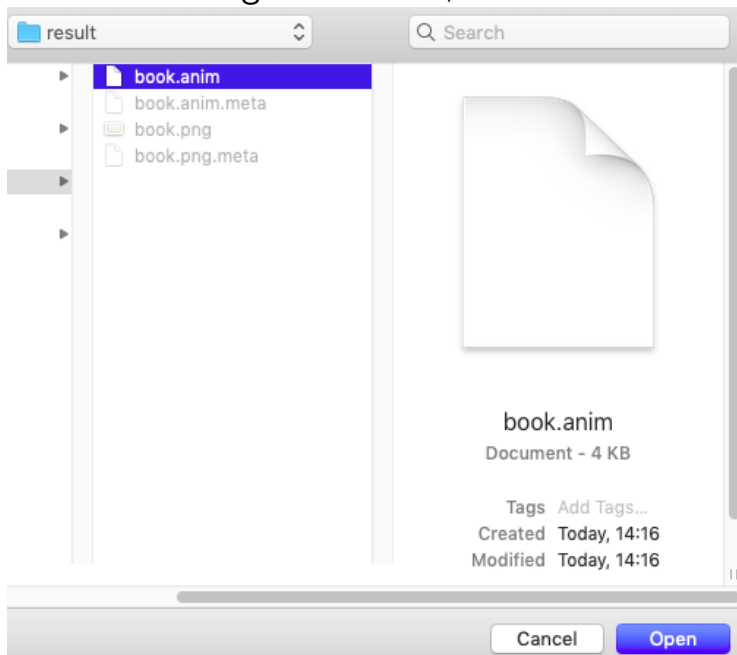 result
Search
book.anim
book.anim.meta
book.png
book.png.meta
book.anim
Document - 4 KB
Tags Add Tags...
Created Today, 14:16
Modified Today, 14:16
Cancel
Open